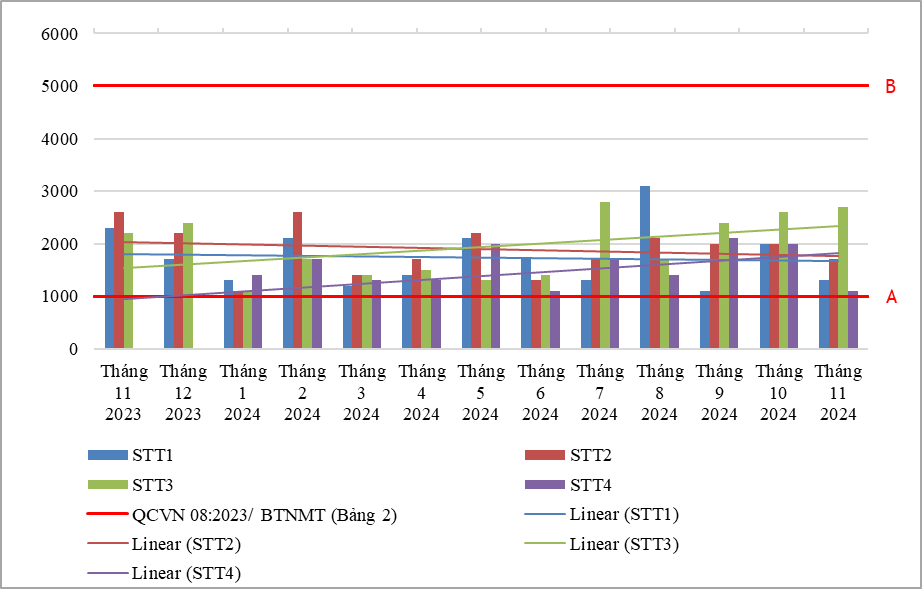 6000
5000
B
4000
3000
2000
1000
A
0
Tháng 11 2023
Tháng 12 2023
Tháng 1 2024
Tháng 2 2024
Tháng 3 2024
Tháng 4 2024
Tháng 5 2024
Tháng 6 2024
Tháng 7 2024
Tháng 8 2024
Tháng 9 2024
Tháng 10 2024
Tháng 11 2024
STT1
STT2
STT3
STT4
QCVN 08:2023/ BTNMT (Bảng 2)
Linear (STT1)
Linear (STT2)
Linear (STT3)
Linear (STT4)